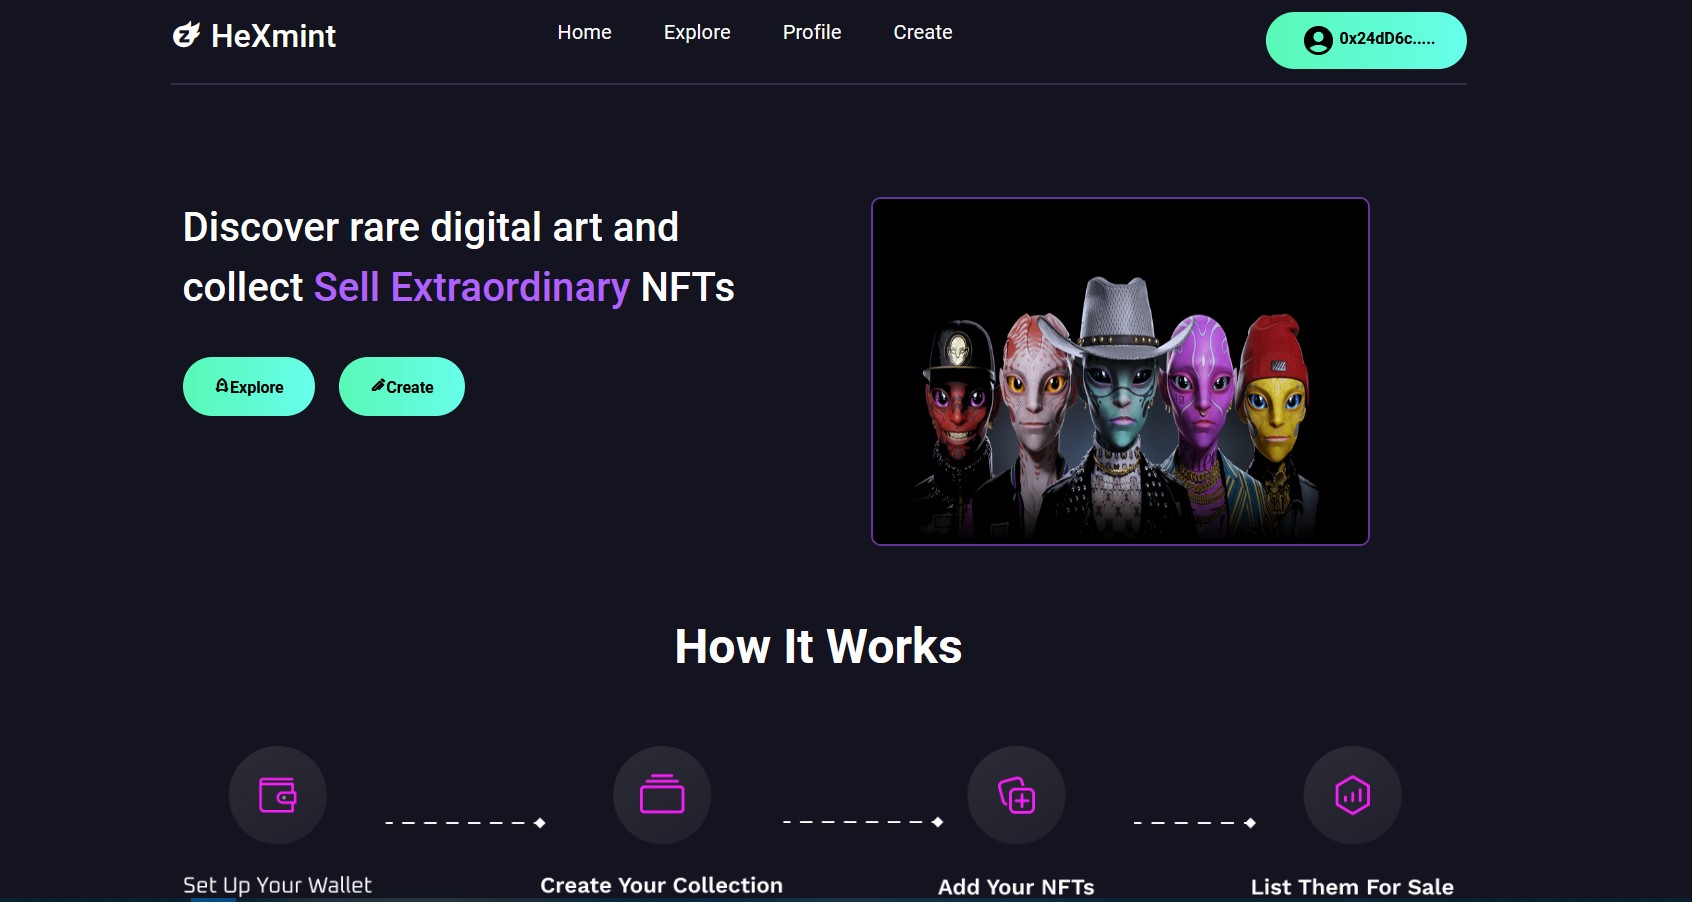 HeXmint
Home
Explore
Profile
Create
0x24dD6c.....
Discover rare digital art and
collect Sell Extraordinary NFTs
Explore
Create
How It Works
Set Up Your Wallet
Create Your Collection
Add Your NFTs
List Them For Sale